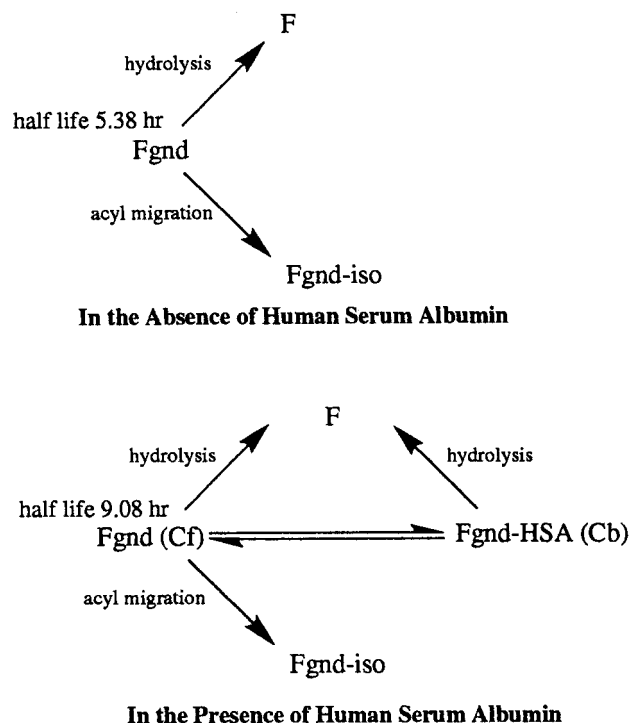 F
hydrolysis
half life 5.38 hr
Fgnd
acyl migration
Fgnd-iso
In the Absence of Human Serum Albumin
F
hydrolysis hydrolysis
half life 9.08 hr
Fgnd (Cf) Fgnd-HSA (Cb)
acyl migration
Fgnd-iso
In the Presence of Human Serum Albumin